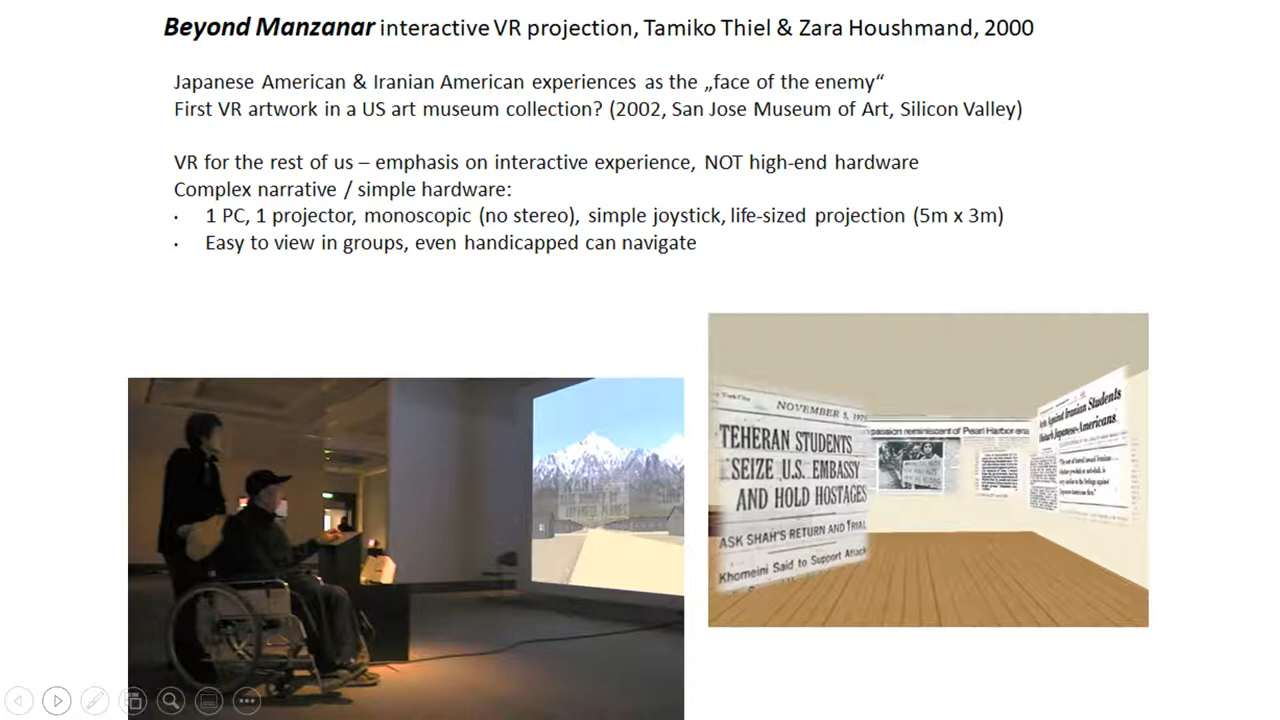 Beyond Manzanar interactive VR projection, Tamiko Thiel & Zara Houshmand, 2000
Japanese American & Iranian American experiences as the „face of the enemy“
First VR artwork in a US art museum collection? (2002, San Jose Museum of Art, Silicon Valley)
VR for the rest of us – emphasis on interactive experience, NOT high-end hardware
Complex narrative / simple hardware:
· 1 PC, 1 projector, monoscopic (no stereo), simple joystick, life-sized projection (5m x 3m)
· Easy to view in groups, even handicapped can navigate
JAPANESE PLANES
NOVEMBER 5, 197
TEHERAN STUDENTS
SEIZE U.S. EMBASSY
AND HOLD HOSTAGES
ASK SHAH'S RETURN AND TRIAL
Khomeini Said to Support Attack
passion reminiscent of Pearl Harbor era
Against Iranian Students
Disturb Japanese-Americans